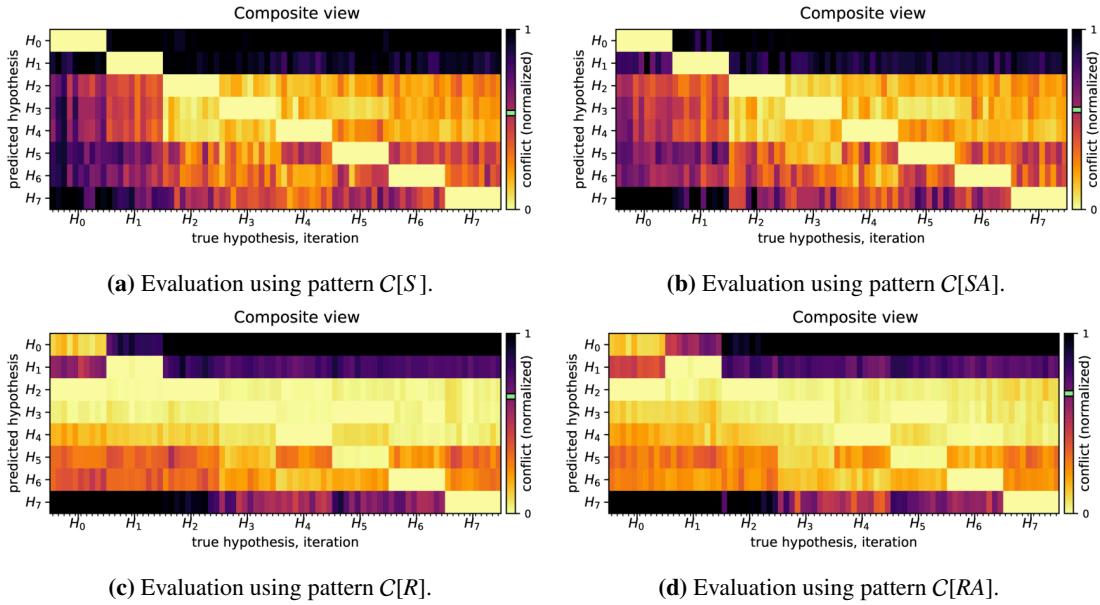 Composite view
predicted hypothesis
H0
H1
H2
H3
H4
H5
H6
H7
H0 H1 H2 H3 H4 H5 H6 H7
true hypothesis, iteration
1
conflict (normalized)
0
(a) Evaluation using pattern C[S].
Composite view
predicted hypothesis
H0
H1
H2
H3
H4
H5
H6
H7
H0 H1 H2 H3 H4 H5 H6 H7
true hypothesis, iteration
1
conflict (normalized)
0
(b) Evaluation using pattern C[SA].
Composite view
predicted hypothesis
H0
H1
H2
H3
H4
H5
H6
H7
H0 H1 H2 H3 H4 H5 H6 H7
true hypothesis, iteration
1
conflict (normalized)
0
(c) Evaluation using pattern C[R].
Composite view
predicted hypothesis
H0
H1
H2
H3
H4
H5
H6
H7
H0 H1 H2 H3 H4 H5 H6 H7
true hypothesis, iteration
1
conflict (normalized)
0
(d) Evaluation using pattern C[RA].